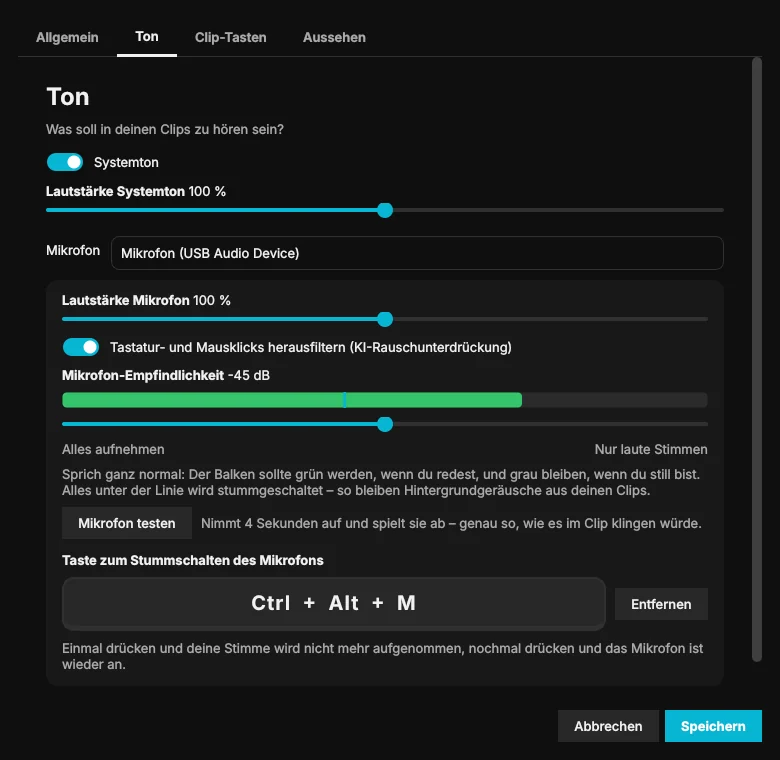 Allgemein Ton Clip-Tasten Aussehen
Ton
Was soll in deinen Clips zu hören sein?
Systemton
Lautstärke Systemton 100 %
Mikrofon Mikrofon (USB Audio Device)
Lautstärke Mikrofon 100 %
Tastatur- und Mausklicks herausfiltern (KI-Rauschunterdrückung)
Mikrofon-Empfindlichkeit -45 dB
Alles aufnehmen Nur laute Stimmen
Sprich ganz normal: Der Balken sollte grün werden, wenn du redest, und grau bleiben, wenn du still bist.
Alles unter der Linie wird stummgeschaltet – so bleiben Hintergrundgeräusche aus deinen Clips.
Mikrofon testen Nimmt 4 Sekunden auf und spielt sie ab – genau so, wie es im Clip klingen würde.
Taste zum Stummschalten des Mikrofons
Ctrl + Alt + M Entfernen
Einmal drücken und deine Stimme wird nicht mehr aufgenommen, nochmal drücken und das Mikrofon ist
wieder an.
Abbrechen Speichern